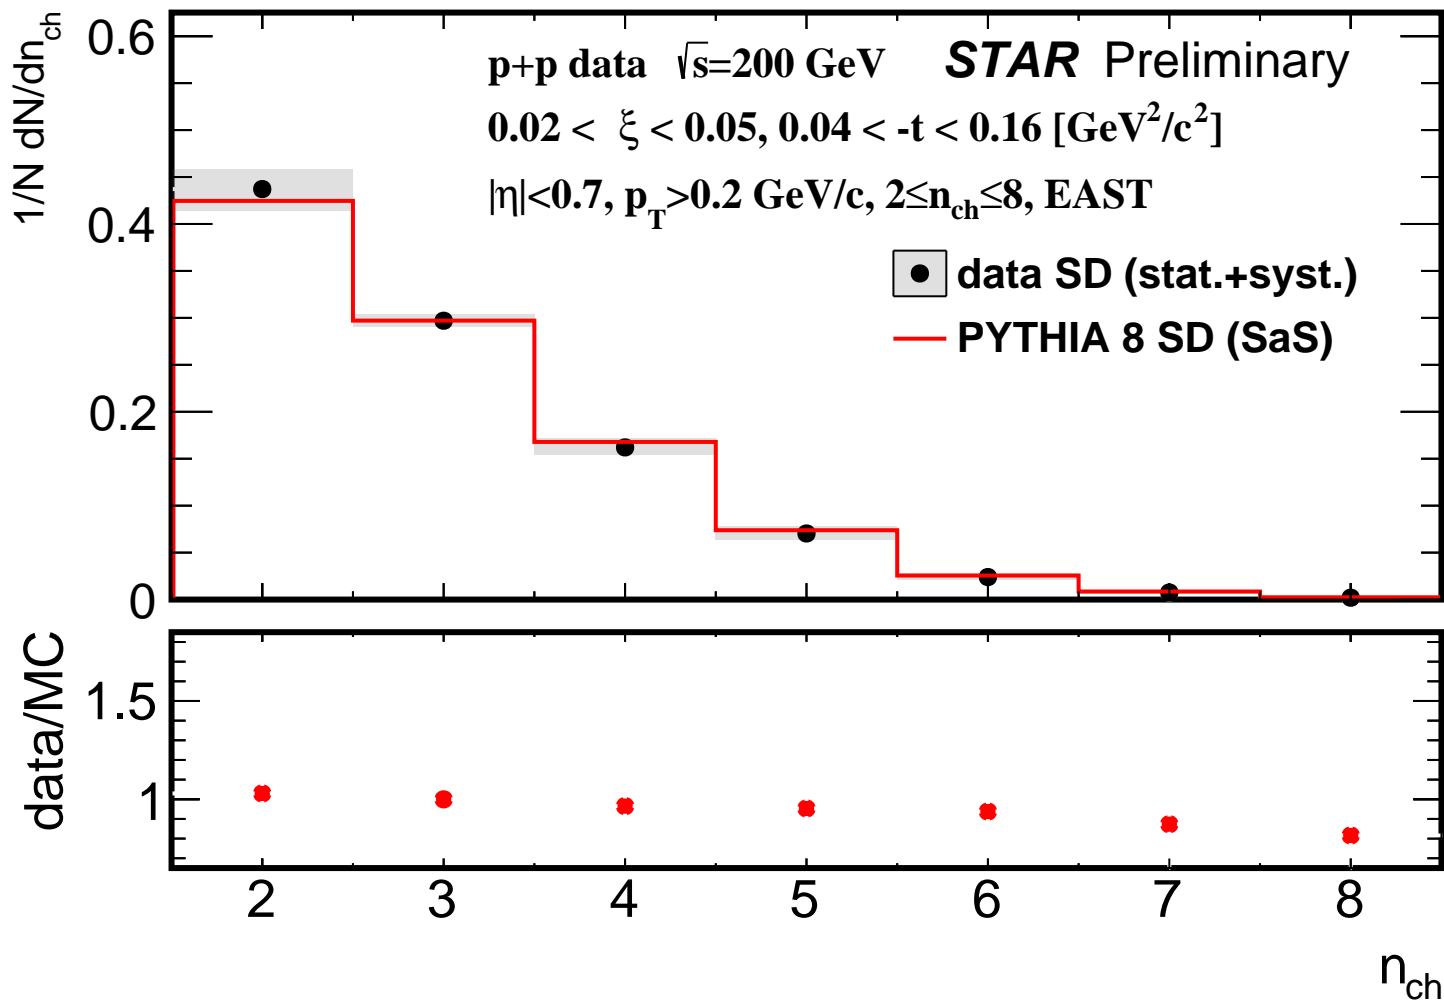 1/N dN/dn_ch
0.6
0.4
0.2
0
p+p data √s=200 GeV STAR Preliminary
0.02 < ξ < 0.05, 0.04 < -t < 0.16 [GeV²/c²]
|η|<0.7, p_T>0.2 GeV/c, 2≤n_ch≤8, EAST
data SD (stat.+syst.)
PYTHIA 8 SD (SaS)
data/MC
1.5
1
2 3 4 5 6 7 8
n_ch